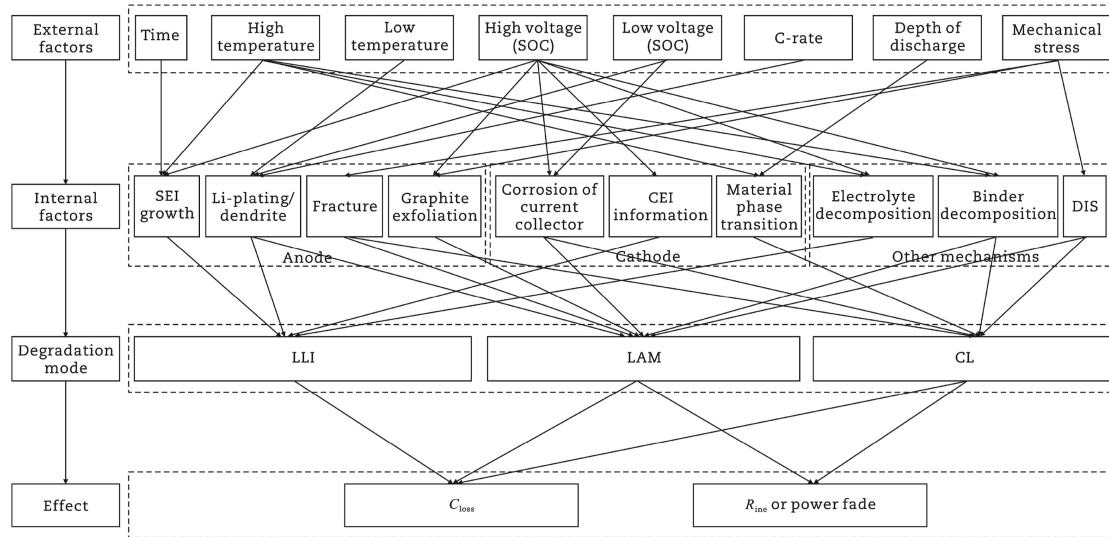 External
factors
Time
High
temperature
Low
temperature
High voltage
(SOC)
Low voltage
(SOC)
C-rate
Depth of
discharge
Mechanical
stress
Internal
factors
SEI
growth
Li-plating/
dendrite
Fracture
Graphite
exfoliation
Corrosion of
current
collector
CEI
information
Material
phase
transition
Electrolyte
decomposition
Binder
decomposition
DIS
Anode
Cathode
Other mechanisms
Degradation
mode
LLI
LAM
CL
Effect
C_loss
R_ine or power fade